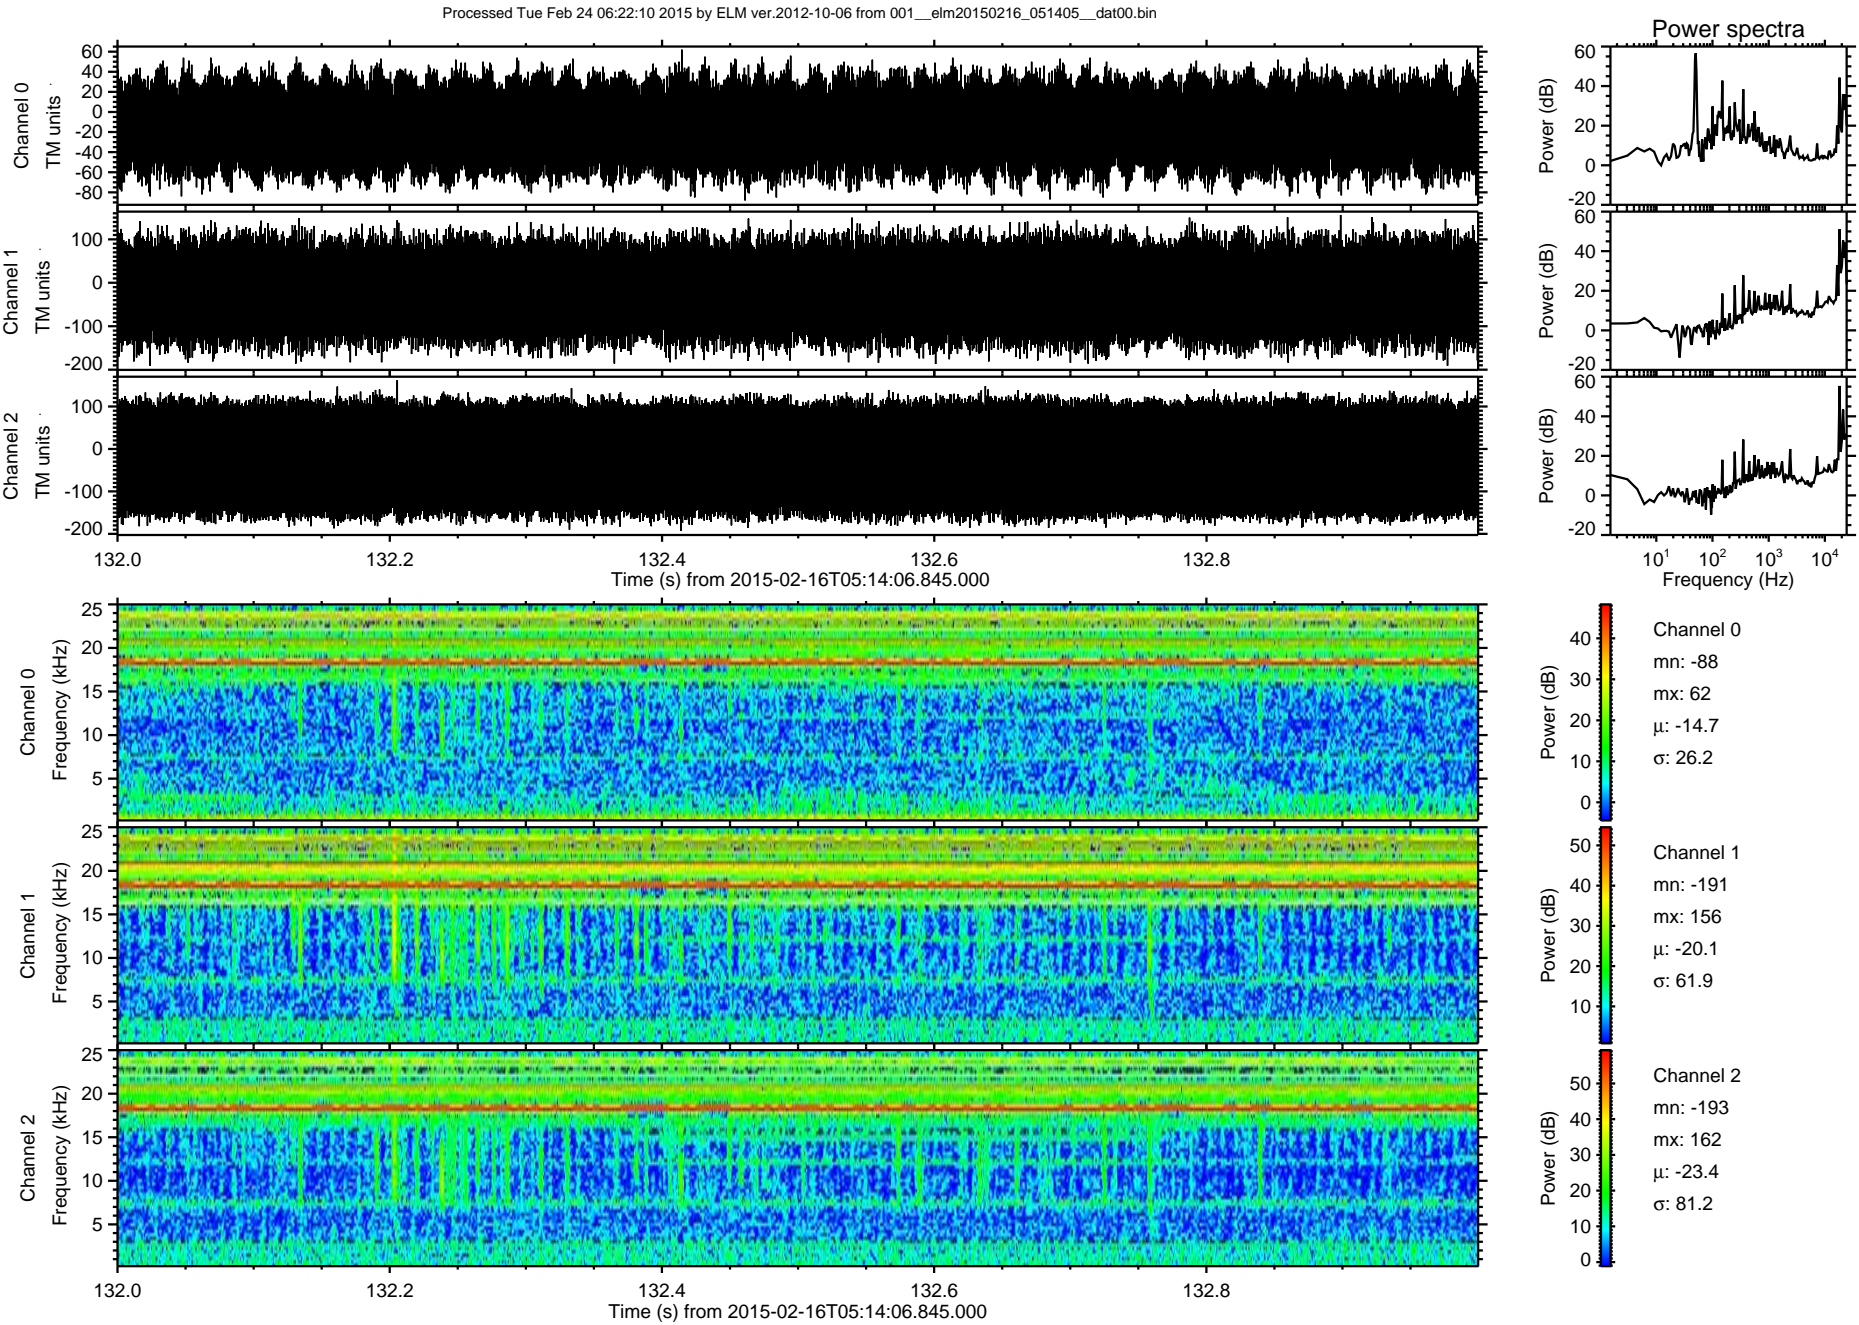 Processed Tue Feb 24 06:22:10 2015 by ELM ver.2012-10-06 from 001__elm20150216_051405__dat00.bin
Power spectra
Channel 0
TM units
60
40
20
0
-20
-40
-60
-80
Power (dB)
60
40
20
0
-20
Channel 1
TM units
100
0
-100
-200
Power (dB)
60
40
20
0
-20
Channel 2
TM units
100
0
-100
-200
Power (dB)
60
40
20
0
-20
132.0 132.2 132.4 132.6 132.8
Time (s) from 2015-02-16T05:14:06.845.000
10^1 10^2 10^3 10^4
Frequency (Hz)
Channel 0
Frequency (kHz)
25
20
15
10
5
Power (dB)
40
30
20
10
0
Channel 0
mn: -88
mx: 62
μ: -14.7
σ: 26.2
Channel 1
Frequency (kHz)
25
20
15
10
5
Power (dB)
50
40
30
20
10
Channel 1
mn: -191
mx: 156
μ: -20.1
σ: 61.9
Channel 2
Frequency (kHz)
25
20
15
10
5
Power (dB)
50
40
30
20
10
0
Channel 2
mn: -193
mx: 162
μ: -23.4
σ: 81.2
132.0 132.2 132.4 132.6 132.8
Time (s) from 2015-02-16T05:14:06.845.000